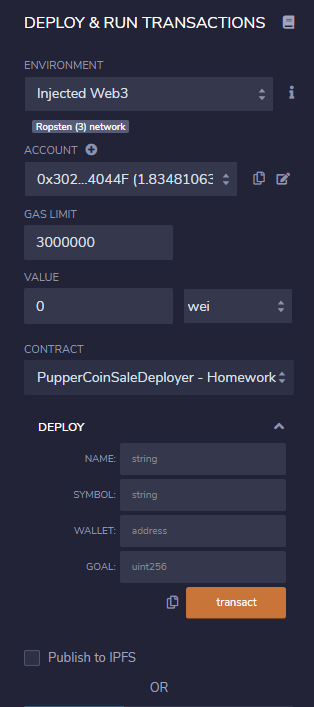 DEPLOY & RUN TRANSACTIONS
ENVIRONMENT
Injected Web3
Ropsten (3) network
ACCOUNT
0x302...4044F (1.83481063
GAS LIMIT
3000000
VALUE
0 wei
CONTRACT
PupperCoinSaleDeployer - Homework
DEPLOY
NAME: string
SYMBOL: string
WALLET: address
GOAL: uint256
transact
Publish to IPFS
OR